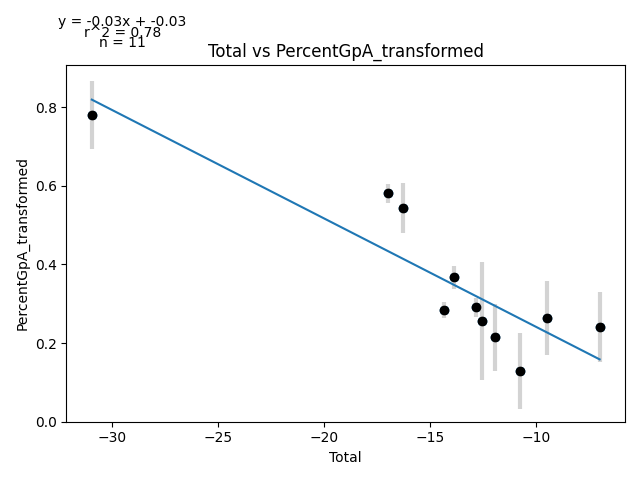 y = -0.03x + -0.03
r^2 = 0.78
n = 11
Total vs PercentGpA_transformed
PercentGpA_transformed
0.8
0.6
0.4
0.2
0.0
−30
−25
−20
−15
−10
Total